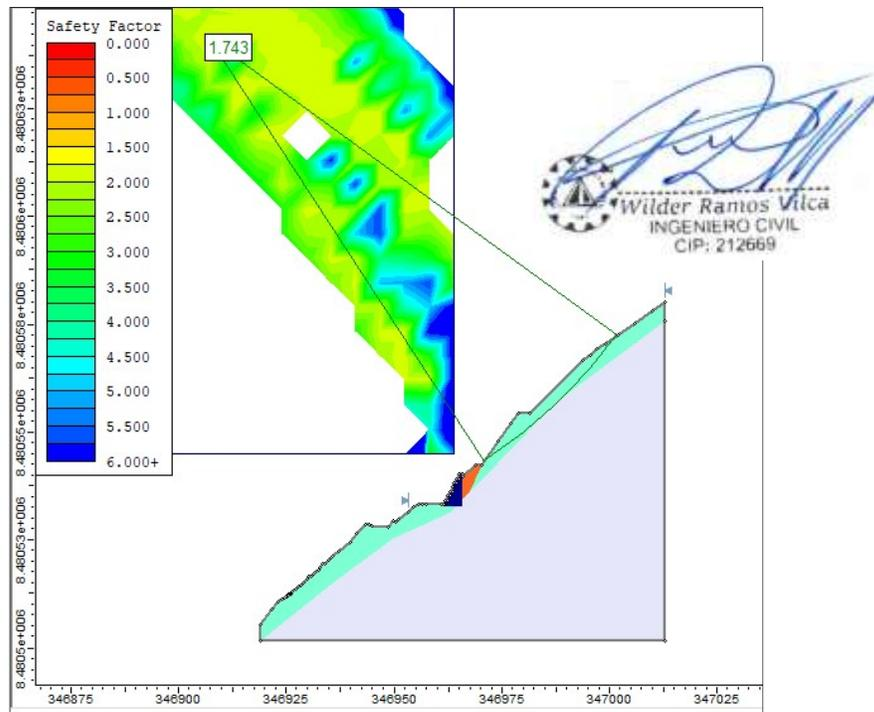 Safety Factor
0.000
0.500
1.000
1.500
2.000
2.500
3.000
3.500
4.000
4.500
5.000
5.500
6.000+
1.743
8.48063e+006
8.4806e+006
8.48058e+006
8.48055e+006
8.48053e+006
8.4805e+006
346875 346900 346925 346950 346975 347000 347025
Wilder Ramos Vilca
INGENIERO CIVIL
CIP: 212669